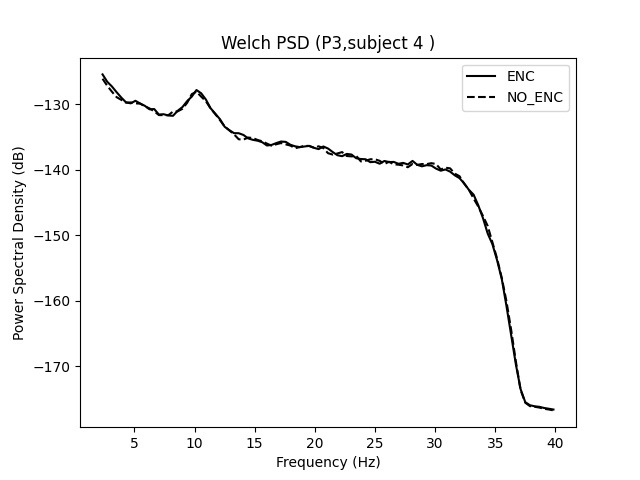 Welch PSD (P3,subject 4 )
ENC
NO_ENC
Power Spectral Density (dB)
−130
−140
−150
−160
−170
5 10 15 20 25 30 35 40
Frequency (Hz)